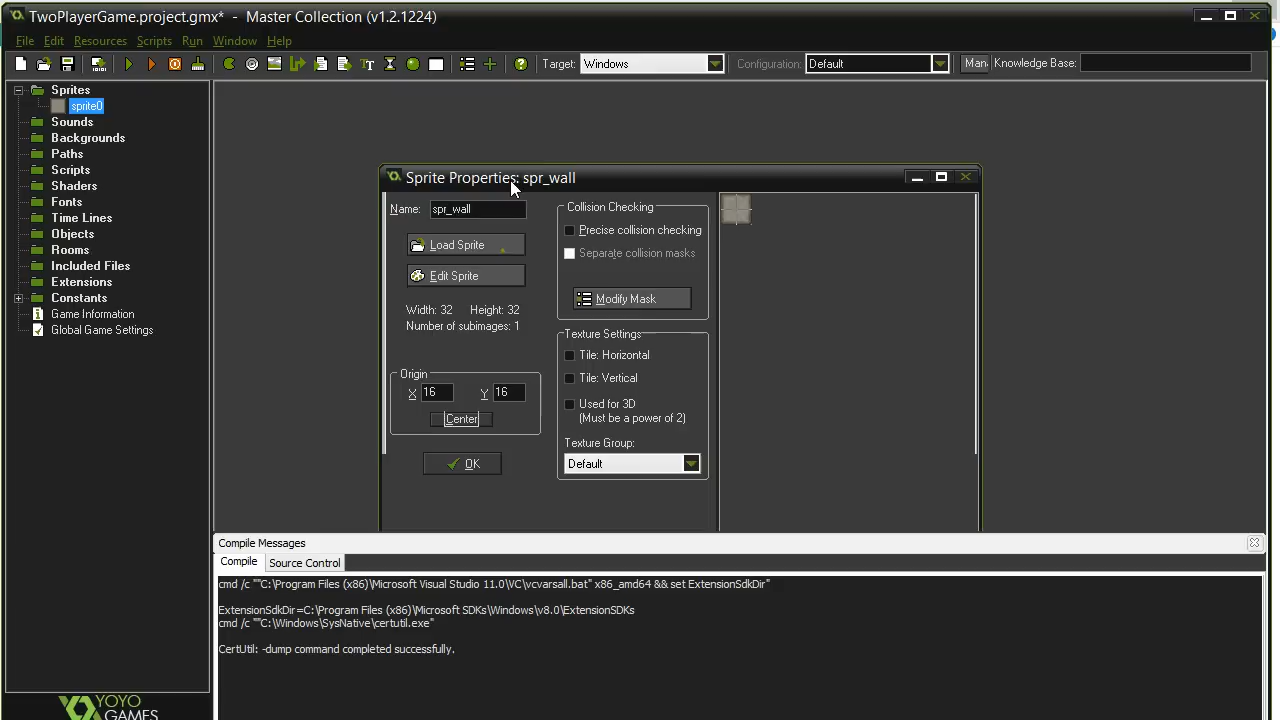 TwoPlayerGame.project.gmx* - Master Collection (v1.2.1224)
File Edit Resources Scripts Run Window Help
Target: Windows Configuration: Default Man Knowledge Base:
Sprites
sprite0
Sounds
Backgrounds
Paths
Scripts
Shaders
Fonts
Time Lines
Objects
Rooms
Included Files
Extensions
Constants
Game Information
Global Game Settings
YOYO
GAMES
Sprite Properties: spr_wall
Name: spr_wall
Load Sprite
Edit Sprite
Width: 32 Height: 32
Number of subimages: 1
Origin
X 16 Y 16
Center
OK
Collision Checking
Precise collision checking
Separate collision masks
Modify Mask
Texture Settings
Tile: Horizontal
Tile: Vertical
Used for 3D
(Must be a power of 2)
Texture Group:
Default
Compile Messages
Compile Source Control
cmd /c ""C:\Program Files (x86)\Microsoft Visual Studio 11.0\VC\vcvarsall.bat" x86_amd64 && set ExtensionSdkDir"
ExtensionSdkDir=C:\Program Files (x86)\Microsoft SDKs\Windows\v8.0\ExtensionSDKs
cmd /c ""C:\Windows\SysNative\certutil.exe"
CertUtil: -dump command completed successfully.